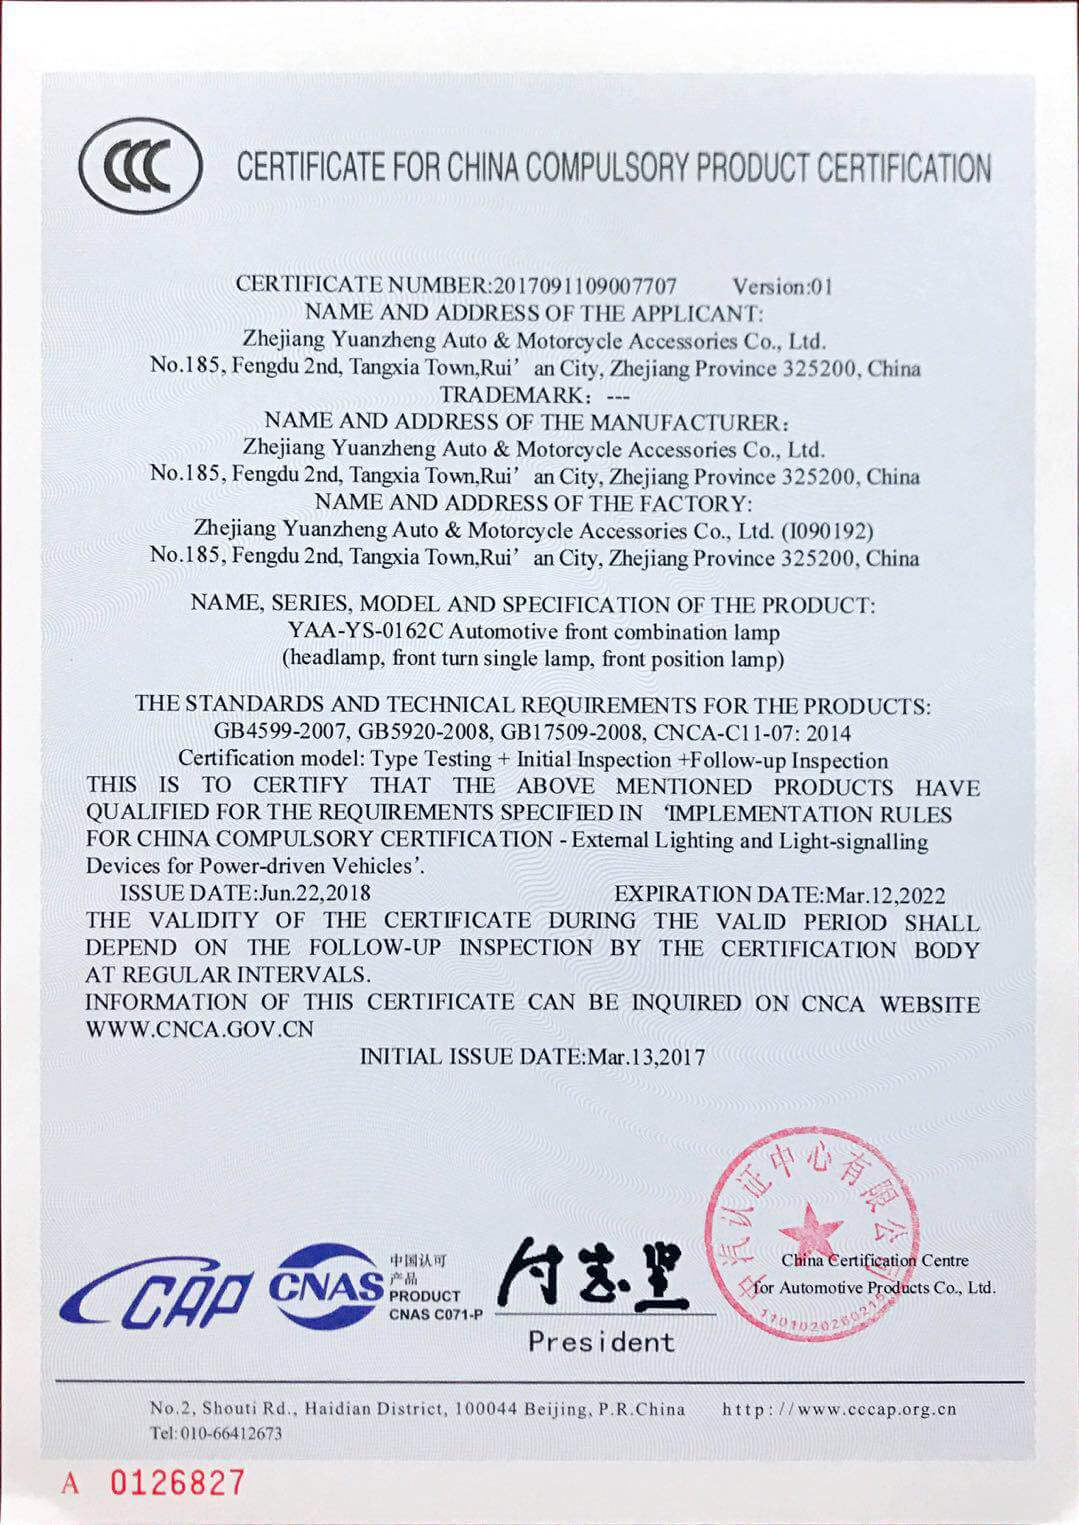 CCC
CERTIFICATE FOR CHINA COMPULSORY PRODUCT CERTIFICATION
CERTIFICATE NUMBER:2017091109007707 Version:01
NAME AND ADDRESS OF THE APPLICANT:
Zhejiang Yuanzheng Auto & Motorcycle Accessories Co., Ltd.
No.185, Fengdu 2nd, Tangxia Town,Rui’ an City, Zhejiang Province 325200, China
TRADEMARK: ---
NAME AND ADDRESS OF THE MANUFACTURER:
Zhejiang Yuanzheng Auto & Motorcycle Accessories Co., Ltd.
No.185, Fengdu 2nd, Tangxia Town,Rui’ an City, Zhejiang Province 325200, China
NAME AND ADDRESS OF THE FACTORY:
Zhejiang Yuanzheng Auto & Motorcycle Accessories Co., Ltd. (I090192)
No.185, Fengdu 2nd, Tangxia Town,Rui’ an City, Zhejiang Province 325200, China
NAME, SERIES, MODEL AND SPECIFICATION OF THE PRODUCT:
YAA-YS-0162C Automotive front combination lamp
(headlamp, front turn single lamp, front position lamp)
THE STANDARDS AND TECHNICAL REQUIREMENTS FOR THE PRODUCTS:
GB4599-2007, GB5920-2008, GB17509-2008, CNCA-C11-07: 2014
Certification model: Type Testing + Initial Inspection +Follow-up Inspection
THIS IS TO CERTIFY THAT THE ABOVE MENTIONED PRODUCTS HAVE
QUALIFIED FOR THE REQUIREMENTS SPECIFIED IN ‘IMPLEMENTATION RULES
FOR CHINA COMPULSORY CERTIFICATION - External Lighting and Light-signalling
Devices for Power-driven Vehicles’.
ISSUE DATE:Jun.22,2018 EXPIRATION DATE:Mar.12,2022
THE VALIDITY OF THE CERTIFICATE DURING THE VALID PERIOD SHALL
DEPEND ON THE FOLLOW-UP INSPECTION BY THE CERTIFICATION BODY
AT REGULAR INTERVALS.
INFORMATION OF THIS CERTIFICATE CAN BE INQUIRED ON CNCA WEBSITE
WWW.CNCA.GOV.CN
INITIAL ISSUE DATE:Mar.13,2017
中汽认证中心有限公司
China Certification Centre
for Automotive Products Co., Ltd.
CCAP
CNAS
中国认可
产品
PRODUCT
CNAS C071-P
President
No.2, Shouti Rd., Haidian District, 100044 Beijing, P.R.China http://www.cccap.org.cn
Tel:010-66412673
A 0126827